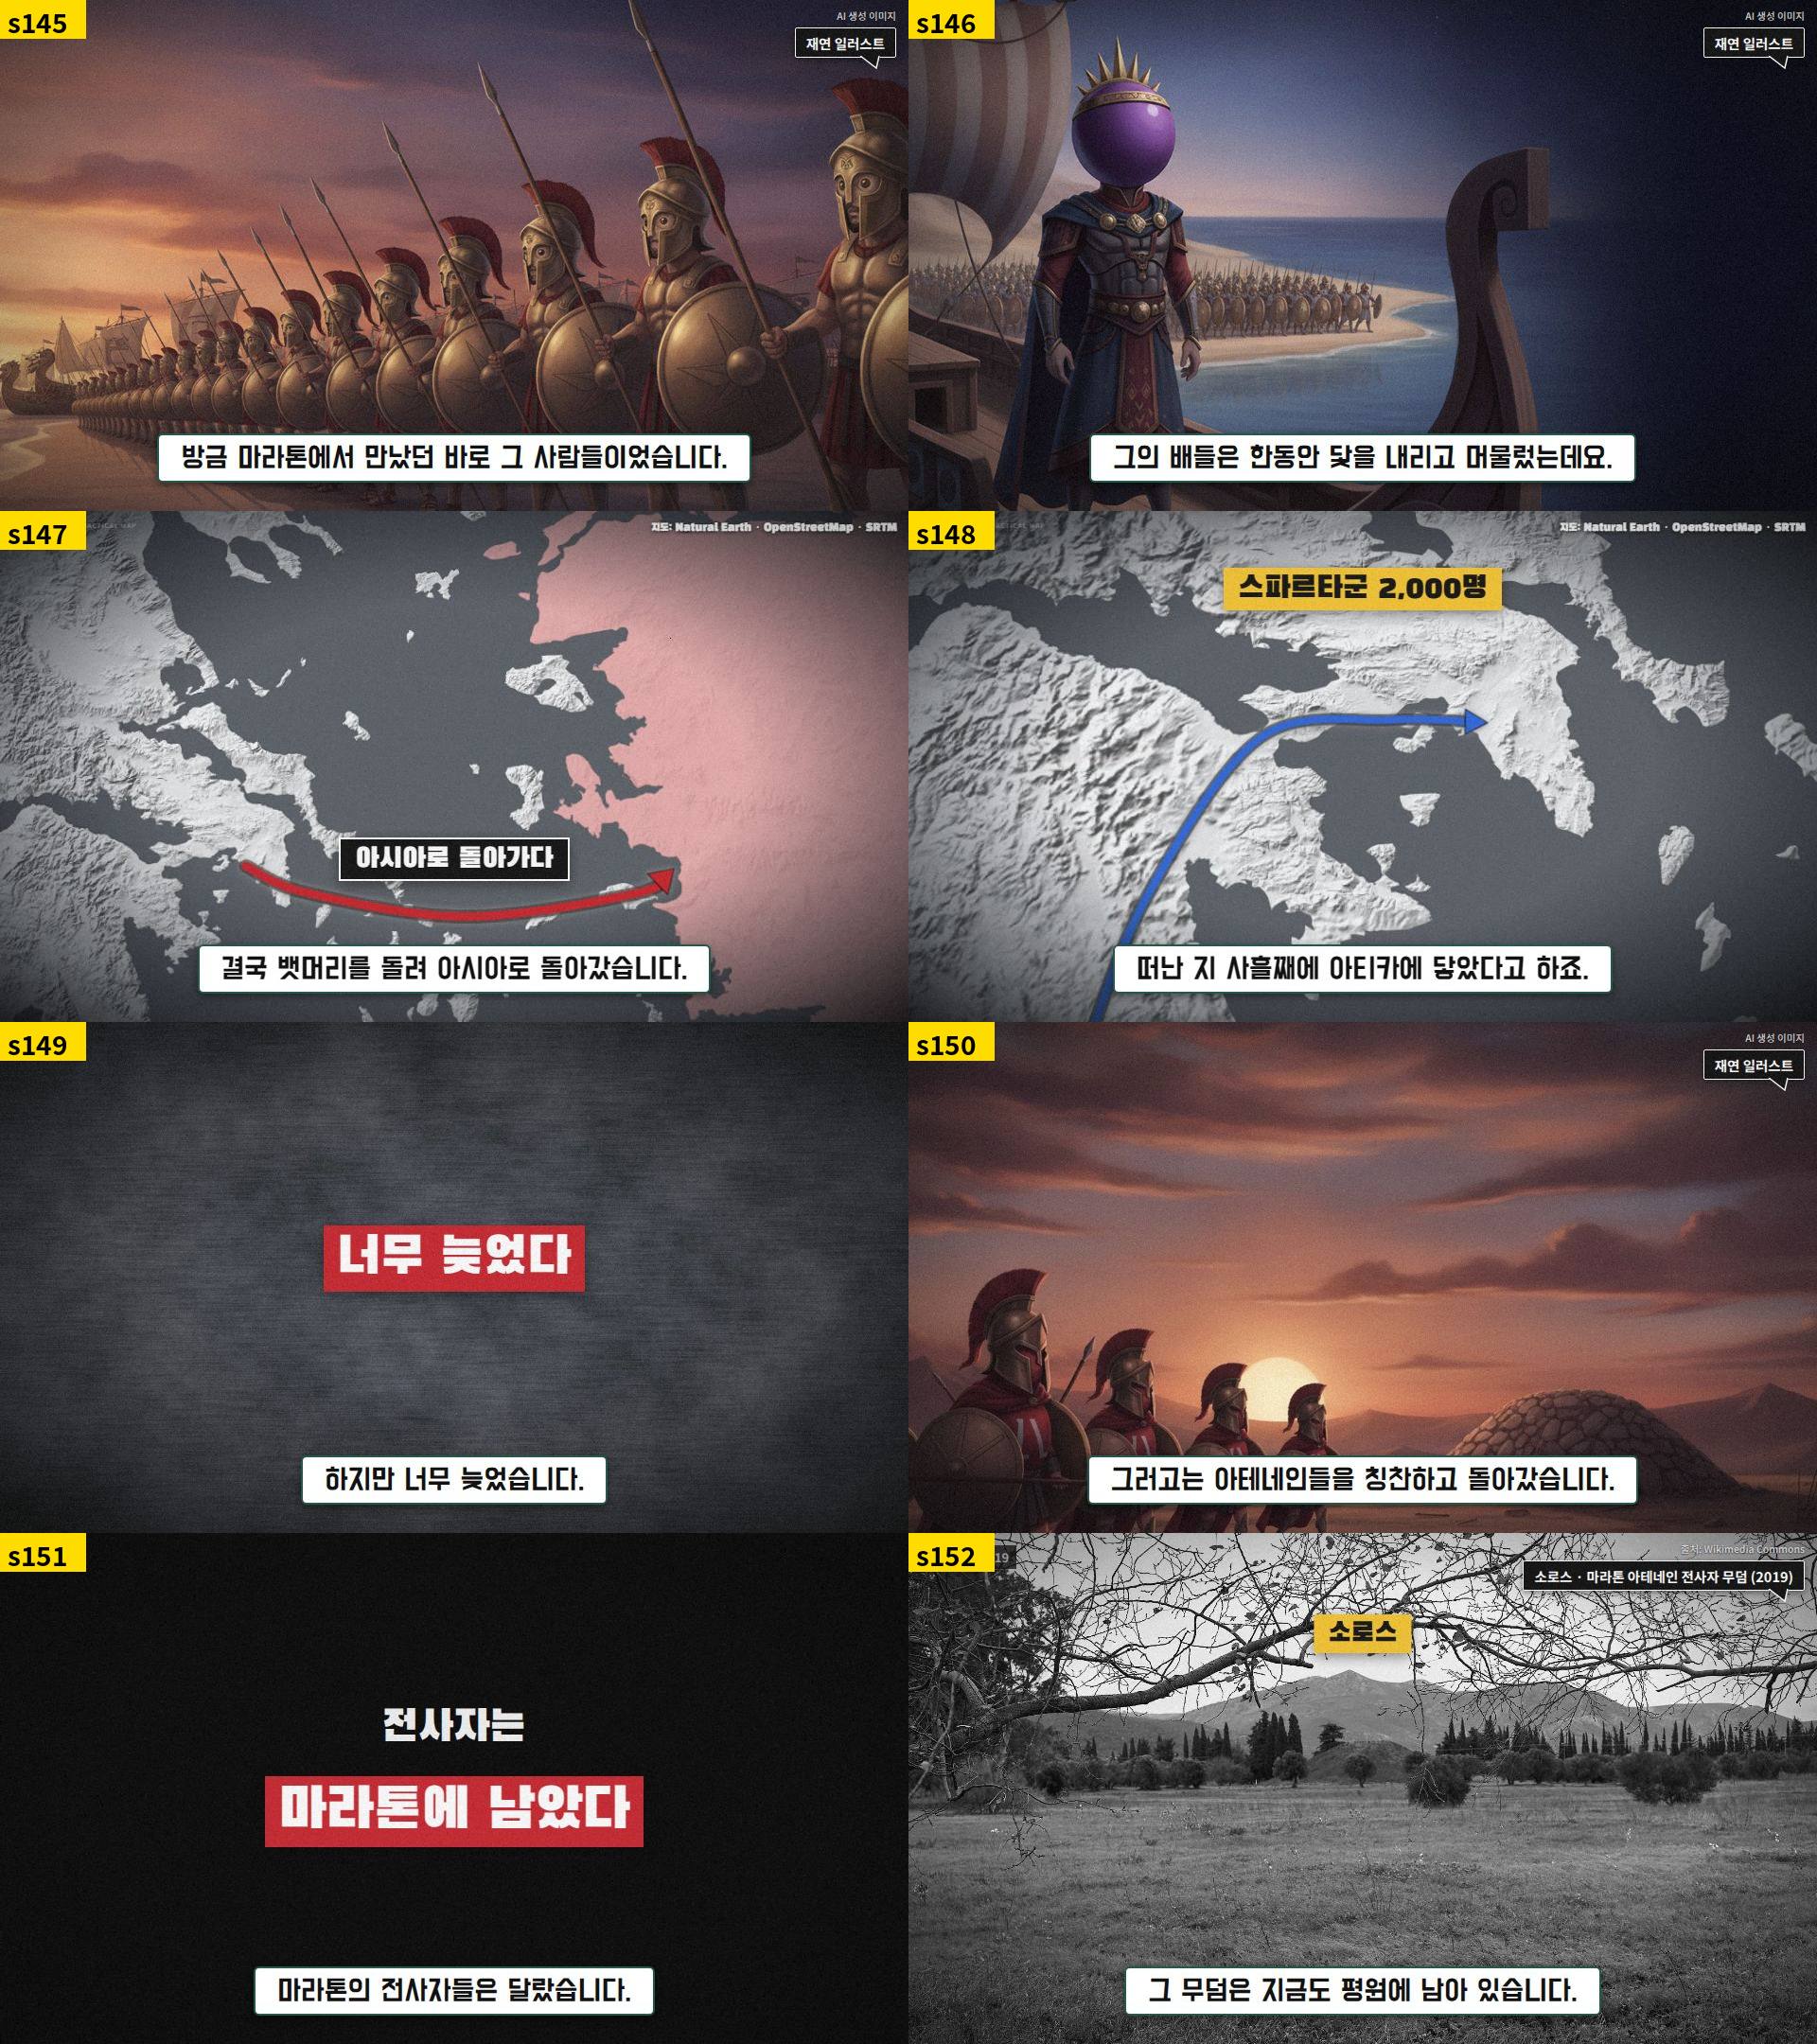 s145
AI 생성 이미지
재연 일러스트
방금 마라톤에서 만났던 바로 그 사람들이었습니다.
s146
AI 생성 이미지
재연 일러스트
그의 배들은 한동안 닻을 내리고 머물렀는데요.
s147
지도: Natural Earth · OpenStreetMap · SRTM
아시아로 돌아가다
결국 뱃머리를 돌려 아시아로 돌아갔습니다.
s148
지도: Natural Earth · OpenStreetMap · SRTM
스파르타군 2,000명
떠난 지 사흘째에 아티카에 닿았다고 하죠.
s149
너무 늦었다
하지만 너무 늦었습니다.
s150
AI 생성 이미지
재연 일러스트
그러고는 아테네인들을 칭찬하고 돌아갔습니다.
s151
전사자는
마라톤에 남았다
마라톤의 전사자들은 달랐습니다.
s152
19
출처: Wikimedia Commons
소로스 · 마라톤 아테네인 전사자 무덤 (2019)
소로스
그 무덤은 지금도 평원에 남아 있습니다.